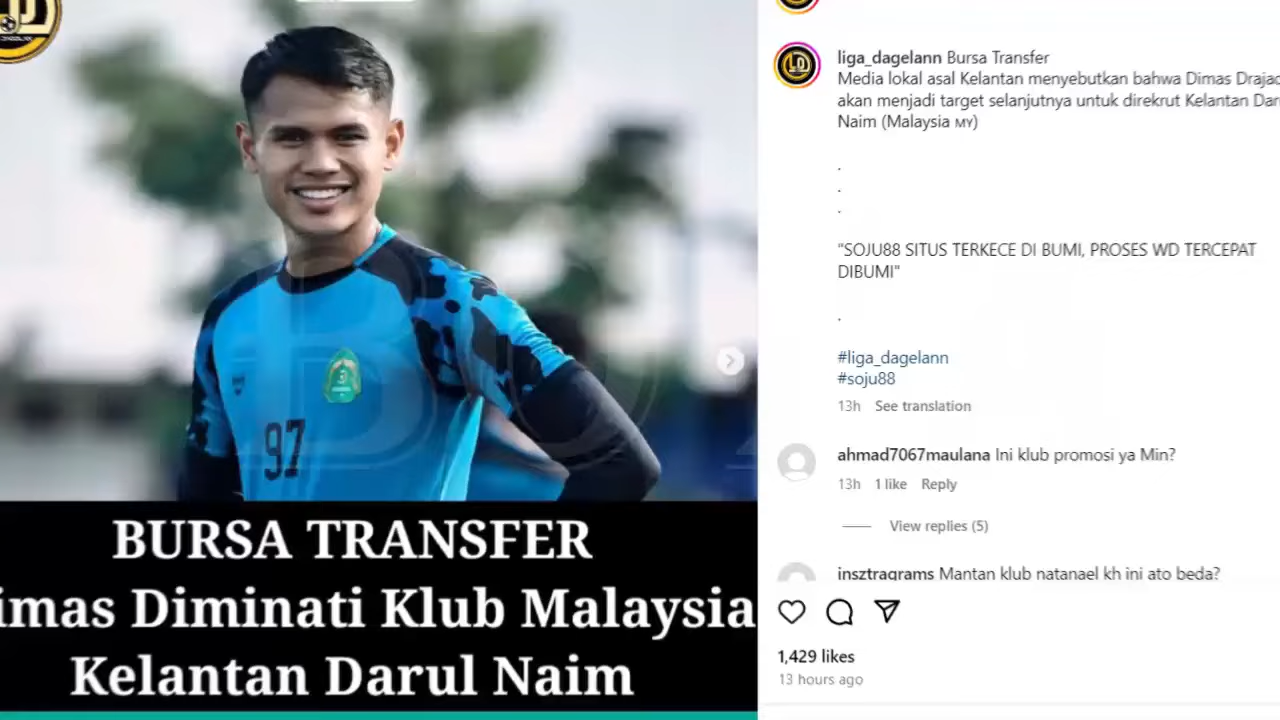 97
BURSA TRANSFER
imas Diminati Klub Malaysia
Kelantan Darul Naim
liga_dagelann Bursa Transfer
Media lokal asal Kelantan menyebutkan bahwa Dimas Drajad
akan menjadi target selanjutnya untuk direkrut Kelantan Dar
Naim (Malaysia MY)
.
.
.
"SOJU88 SITUS TERKECE DI BUMI, PROSES WD TERCEPAT
DIBUMI"
.
#liga_dagelann
#soju88
13h See translation
ahmad7067maulana Ini klub promosi ya Min?
13h 1 like Reply
View replies (5)
insztragrams Mantan klub natanael kh ini ato beda?
1,429 likes
13 hours ago